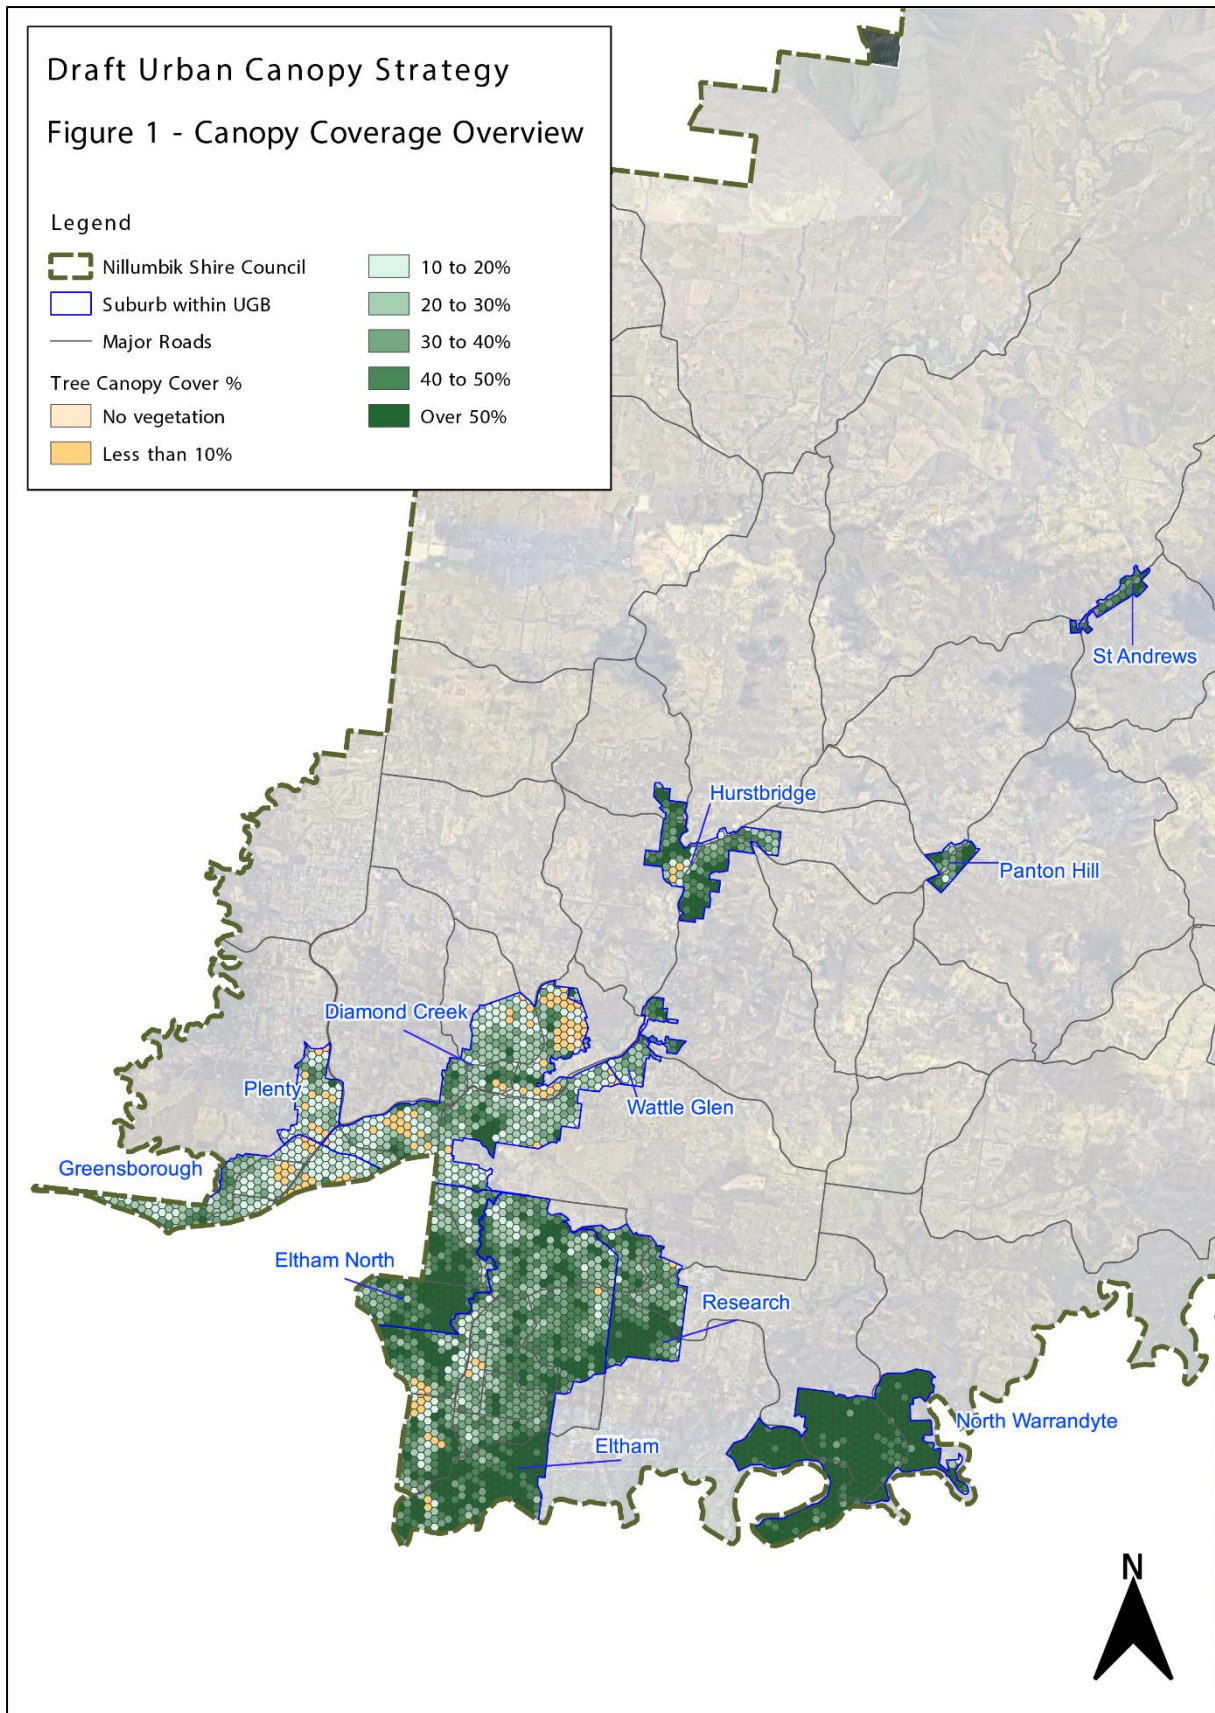 Draft Urban Canopy Strategy
Figure 1 - Canopy Coverage Overview
Legend
Nillumbik Shire Council
Suburb within UGB
Major Roads
Tree Canopy Cover %
No vegetation
Less than 10%
10 to 20%
20 to 30%
30 to 40%
40 to 50%
Over 50%
St Andrews
Hurstbridge
Panton Hill
Diamond Creek
Plenty
Wattle Glen
Greensborough
Eltham North
Research
North Warrandyte
Eltham
N